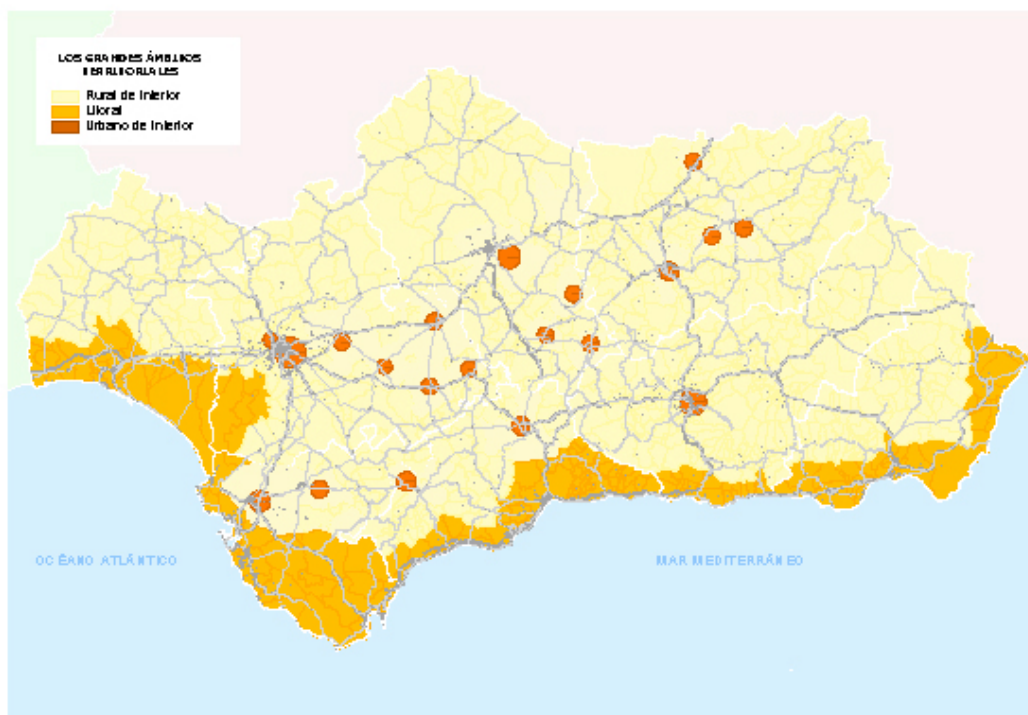 LOS GRANDES ÁMBITOS
TERRITORIALES
Rural de Interior
Litoral
Urbano de Interior
OCÉANO ATLÁNTICO
MAR MEDITERRÁNEO